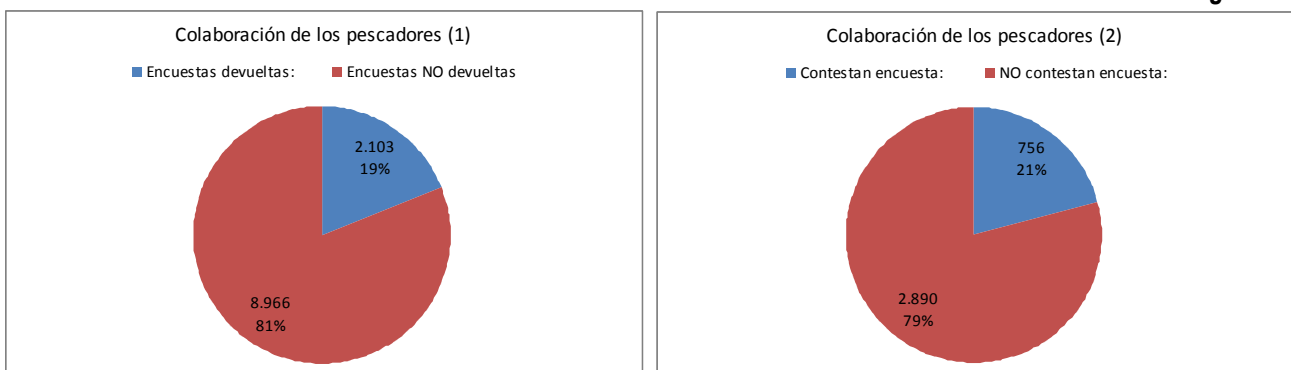 Colaboración de los pescadores (1)
Encuestas devueltas: Encuestas NO devueltas
2.103
19%
8.966
81%
Colaboración de los pescadores (2)
Contestan encuesta: NO contestan encuesta:
756
21%
2.890
79%